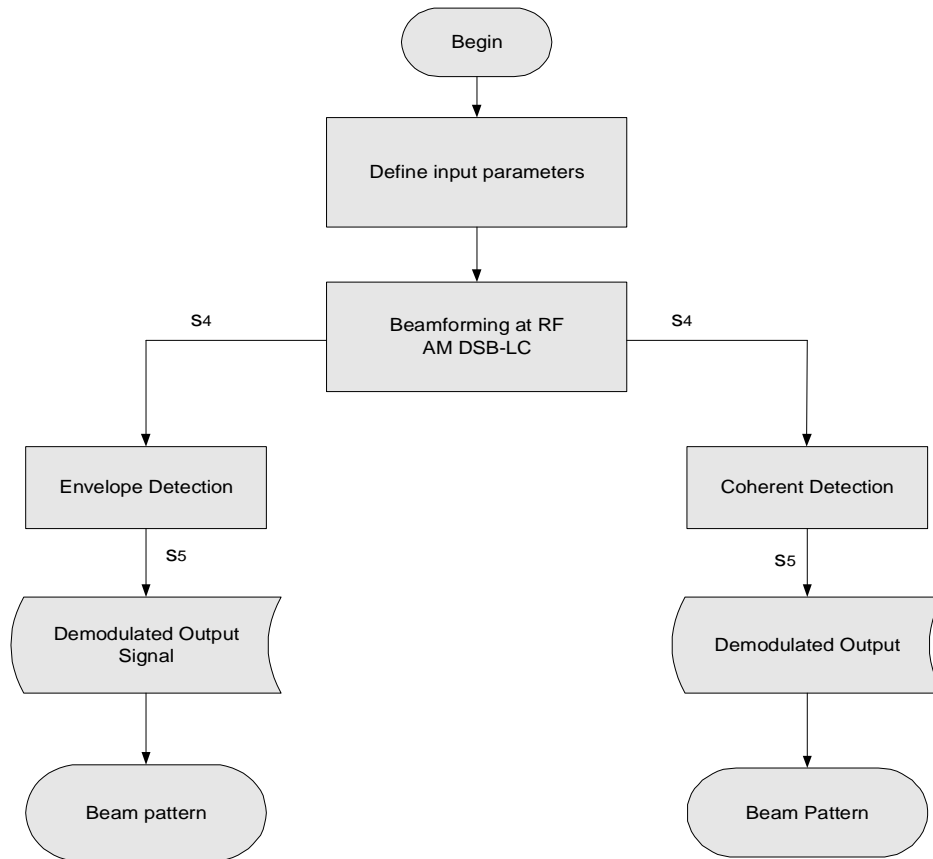 Begin
Define input parameters
Beamforming at RF
AM DSB-LC
s4
s4
Envelope Detection
Coherent Detection
s5
s5
Demodulated Output
Signal
Demodulated Output
Beam pattern
Beam Pattern